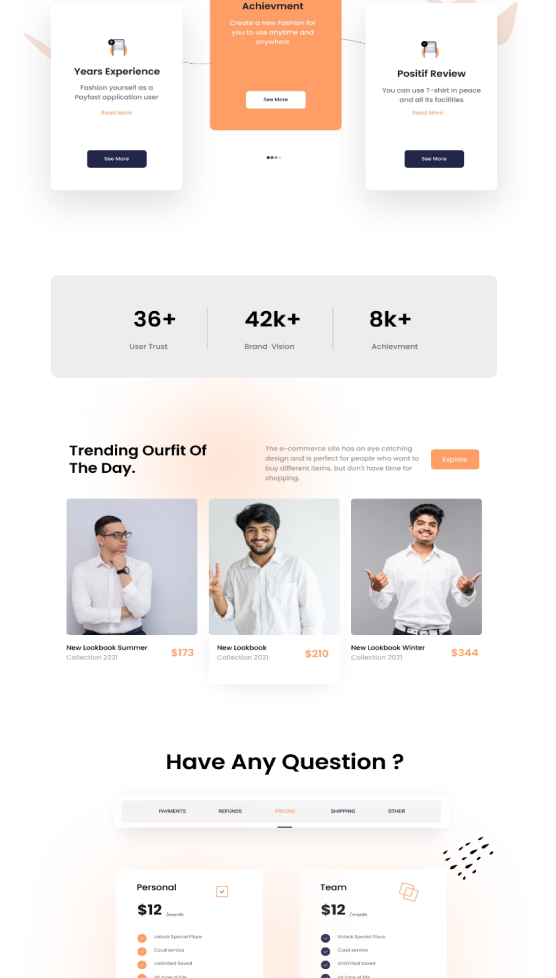 Achievment
Create a new Fashion for
you to use anytime and
anywhere
See More
Years Experience
Fashion yourself as a
Payfast application user
Read More
See More
Positif Review
You can use T-shirt in peace
and all its facilities
Read More
See More
36+
User Trust
42k+
Brand Vision
8k+
Achievment
Trending Ourfit Of
The Day.
The e-commerce site has an eye catching
design and is perfect for people who want to
buy different items, but don't have time for
shopping.
Explore
New Lookbook Summer
Collection 2021
$173
New Lookbook
Collection 2021
$210
New Lookbook Winter
Collection 2021
$344
Have Any Question ?
PAYMENTS
REFUNDS
PRICING
SHIPPING
OTHER
Personal
$12 /month
Unlock Special Fiture
Coud service
Unlimitted Saved
All Type of File
Team
$12 /month
Unlock Special Fiture
Coud service
Unlimitted Saved
All Type of File